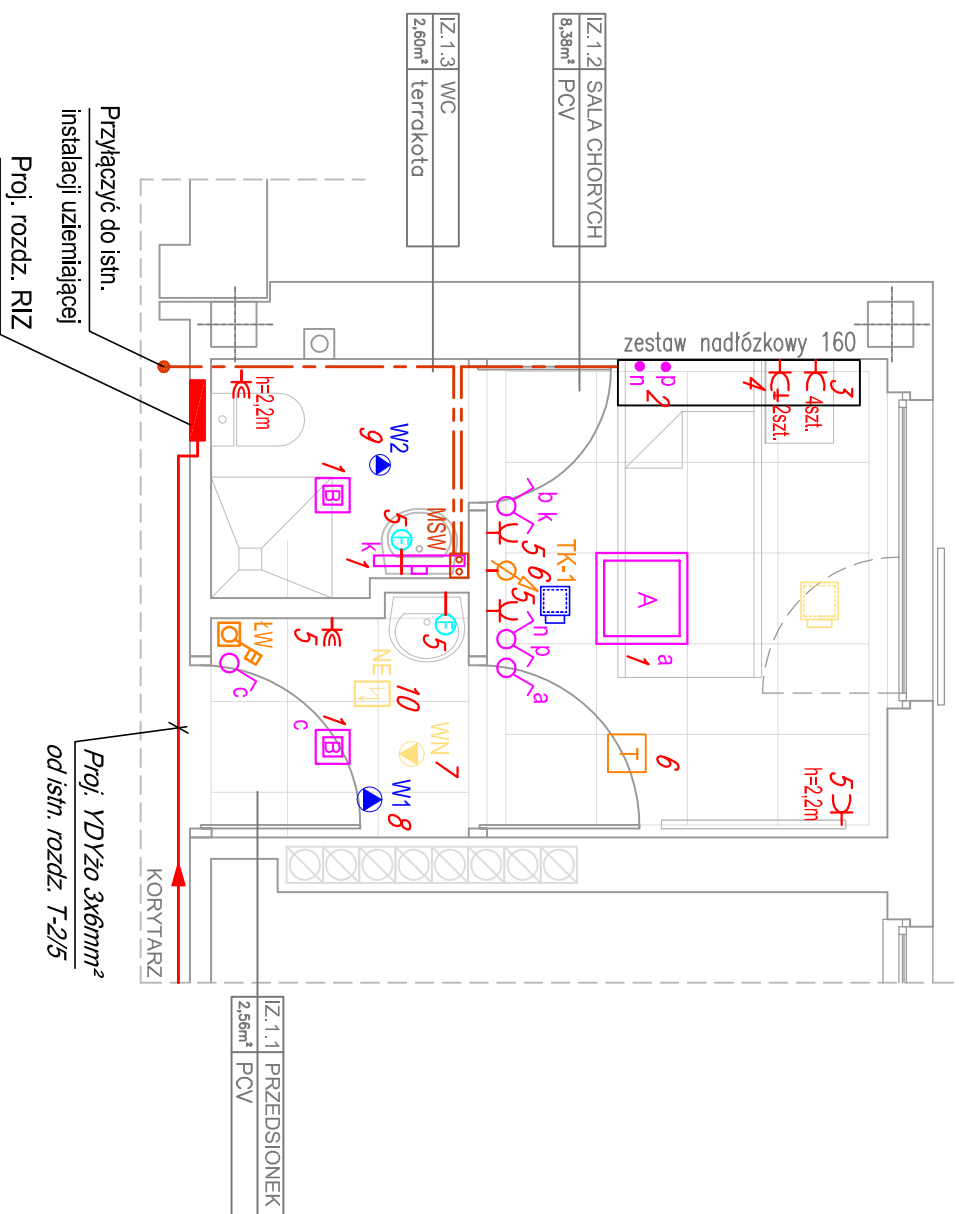 IZ.1.2 SALA CHORYCH
8,38m² PCV
IZ.1.3 WC
2,60m² terrakota
Przyłączyć do istn.
instalacji uziemiającej
Proj. rozdz. RIZ
zestaw nadłóżkowy 160
n p
2
4
+2szt.
3
4szt.
h=2,2m
W2
9
1
B
5
E
MSW
k
1
b k
5
6
5
TK-1
n p
a
A
a
1
T
6
5
h=2,2m
5
E
5
ŁW
c
NE
10
1
B
c
WN
7
W1
8
Proj. YDYżo 3x6mm²
od istn. rozdz. T-2/5
KORYTARZ
IZ.1.1 PRZEDSIONEK
2,56m² PCV